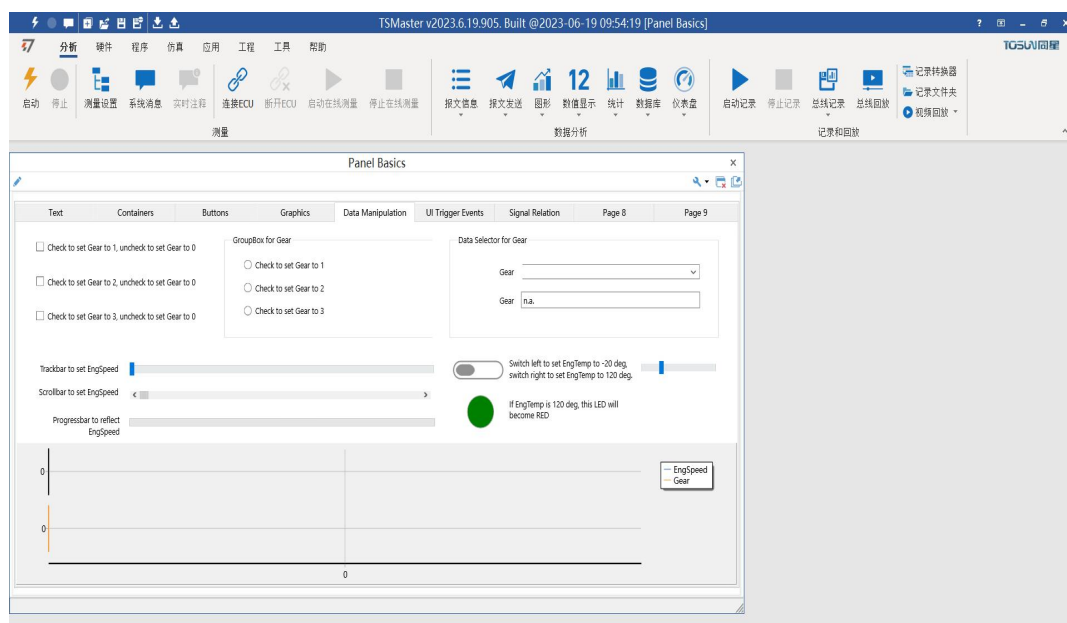 TSMaster v2023.6.19.905. Built @2023-06-19 09:54:19 [Panel Basics]
分析 硬件 程序 仿真 应用 工程 工具 帮助
TOSUN同星
启动 停止 测量设置 系统消息 实时注释 连接ECU 断开ECU 启动在线测量 停止在线测量
测量
12
报文信息 报文发送 图形 数值显示 统计 数据库 仪表盘
数据分析
启动记录 停止记录 总线记录 总线回放
记录转换器
记录文件夹
视频回放
记录和回放
Panel Basics
Text Containers Buttons Graphics Data Manipulation UI Trigger Events Signal Relation Page 8 Page 9
Check to set Gear to 1, uncheck to set Gear to 0
Check to set Gear to 2, uncheck to set Gear to 0
Check to set Gear to 3, uncheck to set Gear to 0
GroupBox for Gear
Check to set Gear to 1
Check to set Gear to 2
Check to set Gear to 3
Data Selector for Gear
Gear
Gear n.a.
Trackbar to set EngSpeed
Scrollbar to set EngSpeed
Progressbar to reflect
EngSpeed
Switch left to set EngTemp to -20 deg,
switch right to set EngTemp to 120 deg.
If EngTemp is 120 deg, this LED will
become RED
0
0
0
EngSpeed
Gear